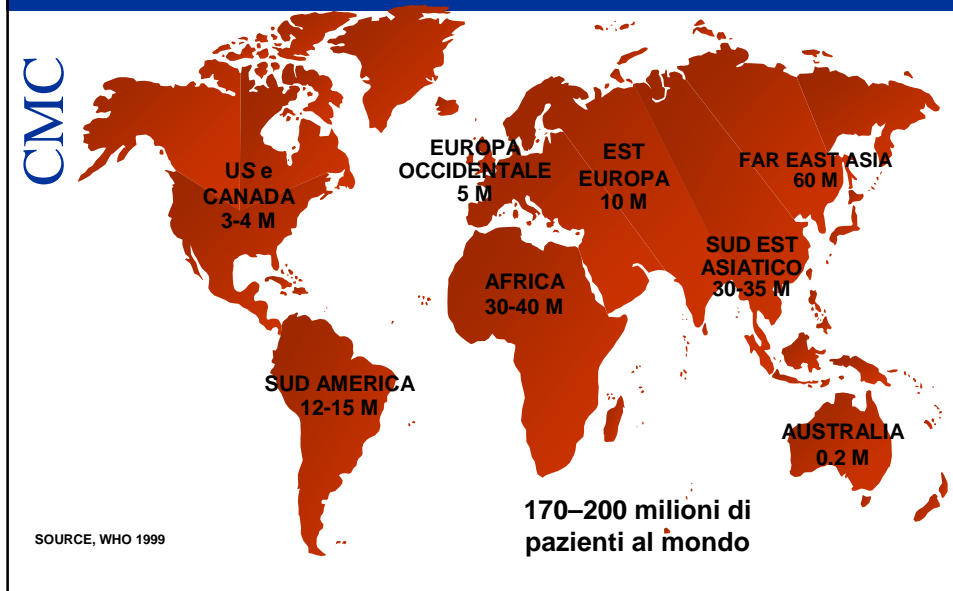 CMC
US e
CANADA
3-4 M
EUROPA
OCCIDENTALE
5 M
EST
EUROPA
10 M
FAR EAST ASIA
60 M
SUD EST
ASIATICO
30-35 M
AFRICA
30-40 M
SUD AMERICA
12-15 M
AUSTRALIA
0.2 M
170–200 milioni di
pazienti al mondo
SOURCE, WHO 1999